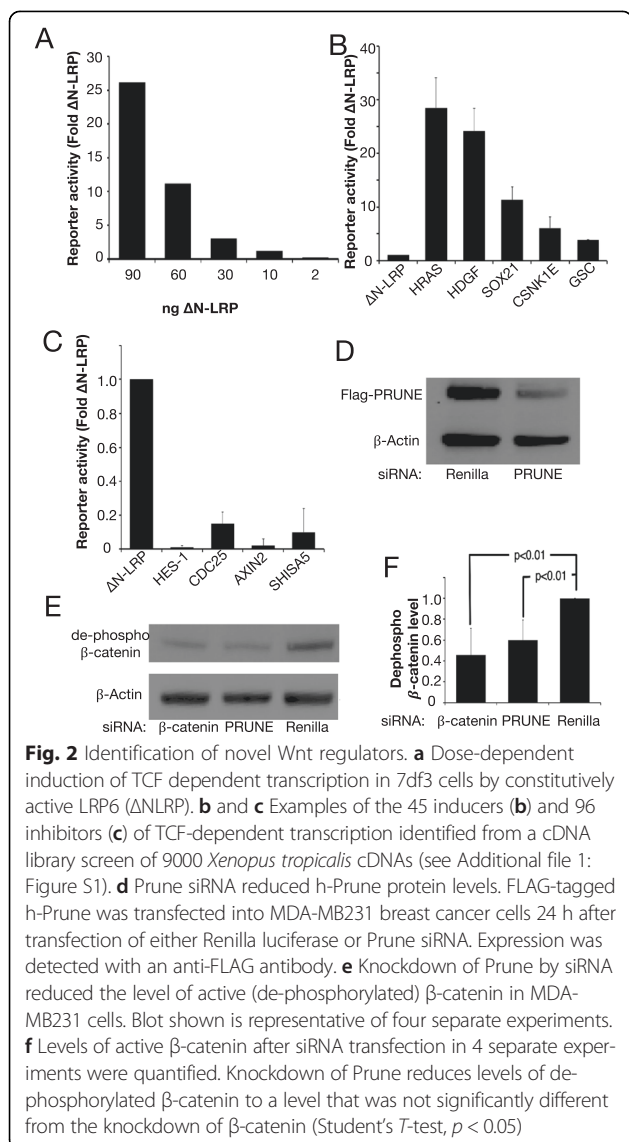 A
Reporter activity (Fold ΔN-LRP)
30
25
20
15
10
5
0
90 60 30 10 2
ng ΔN-LRP
B
Reporter activity (Fold ΔN-LRP)
40
30
20
10
0
ΔN-LRP HRAS HDGF SOX21 CSNK1E GSC
C
Reporter activity (Fold ΔN-LRP)
1.0
0.8
0.6
0.4
0.2
0
ΔN-LRP HES-1 CDC25 AXIN2 SHISA5
D
Flag-PRUNE
β-Actin
siRNA: Renilla PRUNE
E
de-phospho
β-catenin
β-Actin
siRNA: β-catenin PRUNE Renilla
F
p<0.01
p<0.01
Dephospho
β-catenin level
1.0
0.8
0.6
0.4
0.2
0
siRNA: β-catenin PRUNE Renilla
Fig. 2 Identification of novel Wnt regulators. a Dose-dependent
induction of TCF dependent transcription in 7df3 cells by constitutively
active LRP6 (ΔNLRP). b and c Examples of the 45 inducers (b) and 96
inhibitors (c) of TCF-dependent transcription identified from a cDNA
library screen of 9000 Xenopus tropicalis cDNAs (see Additional file 1:
Figure S1). d Prune siRNA reduced h-Prune protein levels. FLAG-tagged
h-Prune was transfected into MDA-MB231 breast cancer cells 24 h after
transfection of either Renilla luciferase or Prune siRNA. Expression was
detected with an anti-FLAG antibody. e Knockdown of Prune by siRNA
reduced the level of active (de-phosphorylated) β-catenin in MDA-
MB231 cells. Blot shown is representative of four separate experiments.
f Levels of active β-catenin after siRNA transfection in 4 separate exper-
iments were quantified. Knockdown of Prune reduces levels of de-
phosphorylated β-catenin to a level that was not significantly different
from the knockdown of β-catenin (Student's T-test, p < 0.05)